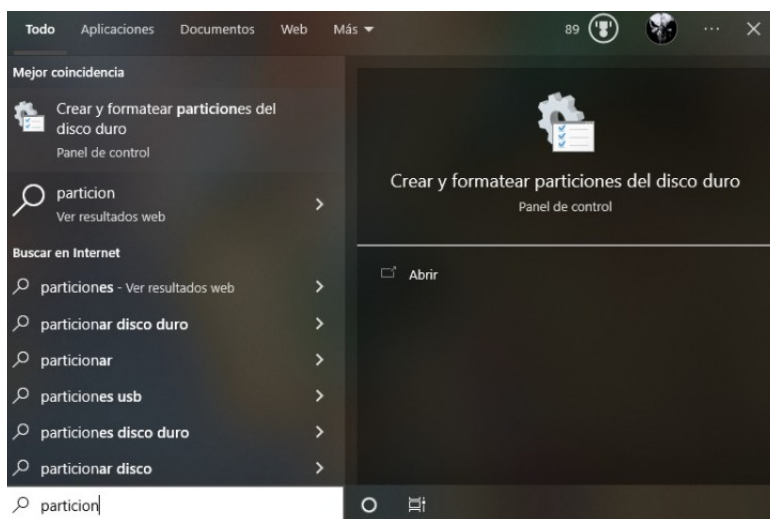 Todo Aplicaciones Documentos Web Más 89 ...
Mejor coincidencia
Crear y formatear particiones del
disco duro
Panel de control
particion
Ver resultados web
Buscar en Internet
particiones - Ver resultados web
particionar disco duro
particionar
particiones usb
particiones disco duro
particionar disco
particion
Crear y formatear particiones del disco duro
Panel de control
Abrir